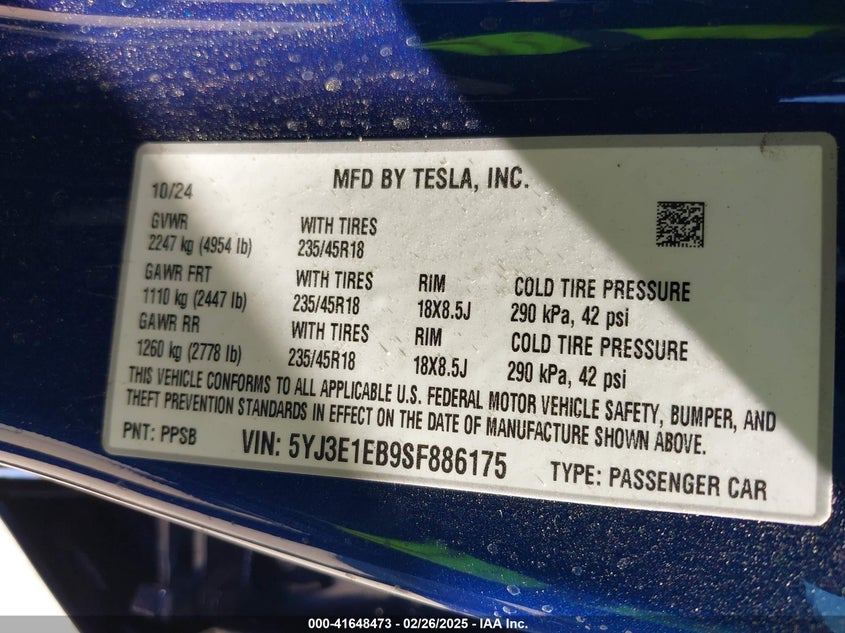 10/24 MFD BY TESLA, INC.
GVWR WITH TIRES
2247 kg (4954 lb) 235/45R18
GAWR FRT WITH TIRES RIM COLD TIRE PRESSURE
1110 kg (2447 lb) 235/45R18 18X8.5J 290 kPa, 42 psi
GAWR RR WITH TIRES RIM COLD TIRE PRESSURE
1260 kg (2778 lb) 235/45R18 18X8.5J 290 kPa, 42 psi
THIS VEHICLE CONFORMS TO ALL APPLICABLE U.S. FEDERAL MOTOR VEHICLE SAFETY, BUMPER, AND
THEFT PREVENTION STANDARDS IN EFFECT ON THE DATE OF MANUFACTURE SHOWN ABOVE.
PNT: PPSB VIN: 5YJ3E1EB9SF886175 TYPE: PASSENGER CAR
000-41648473 — 02/26/2025 — IAA Inc.